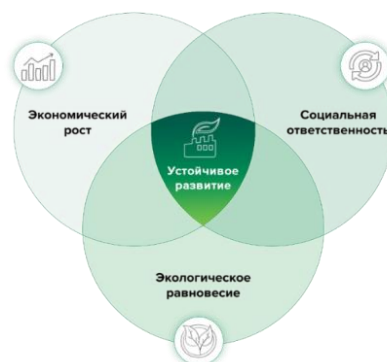 Экономический
рост
Социальная
ответственность
Устойчивое
развитие
Экологическое
равновесие